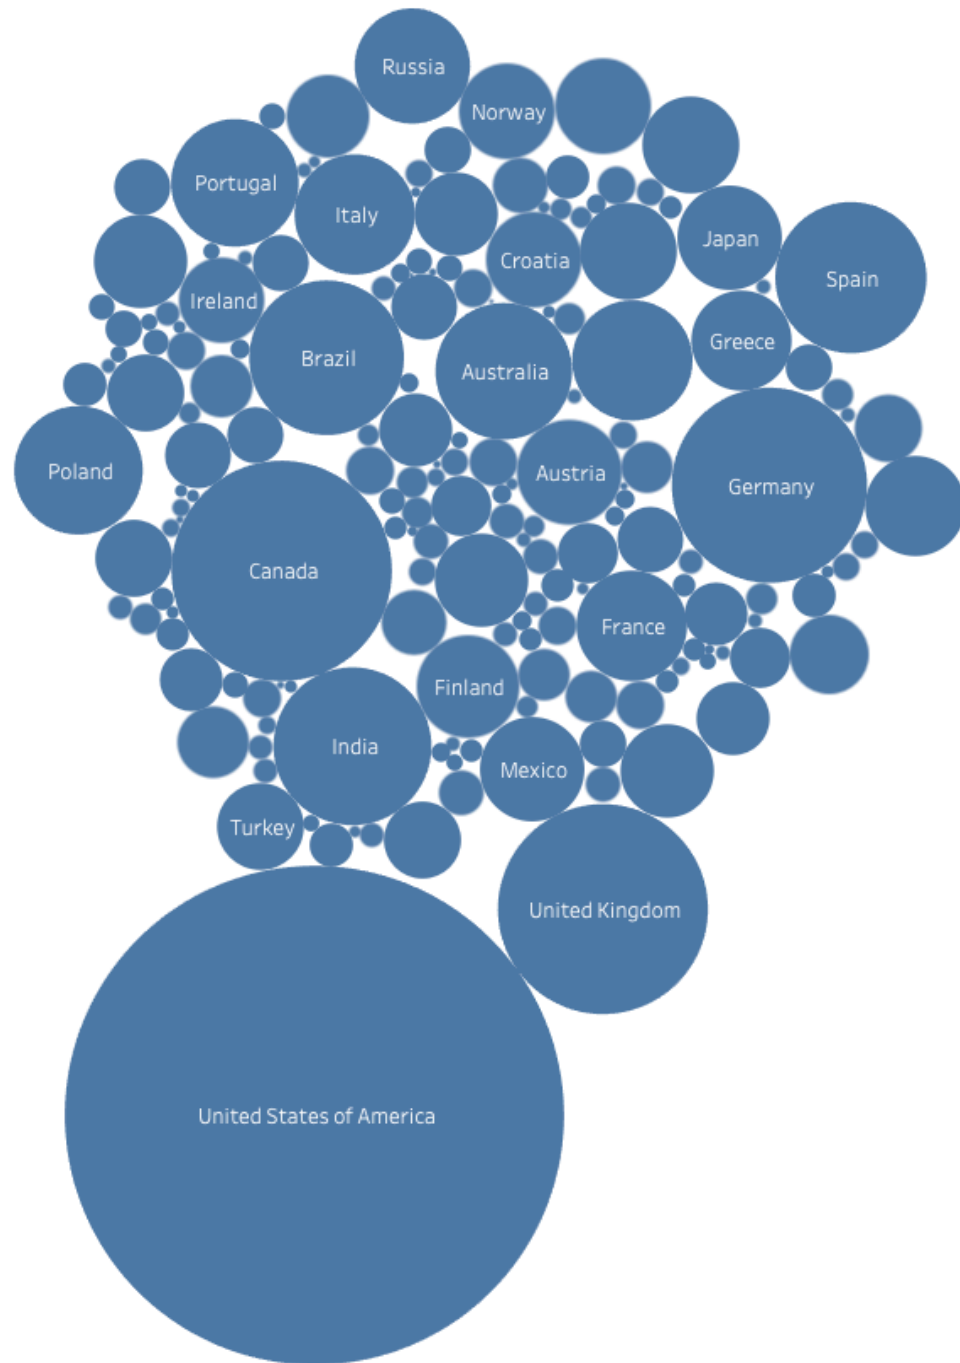 Russia
Norway
Portugal
Italy
Japan
Croatia
Spain
Ireland
Greece
Brazil
Australia
Poland
Austria
Germany
Canada
France
Finland
India
Mexico
Turkey
United Kingdom
United States of America